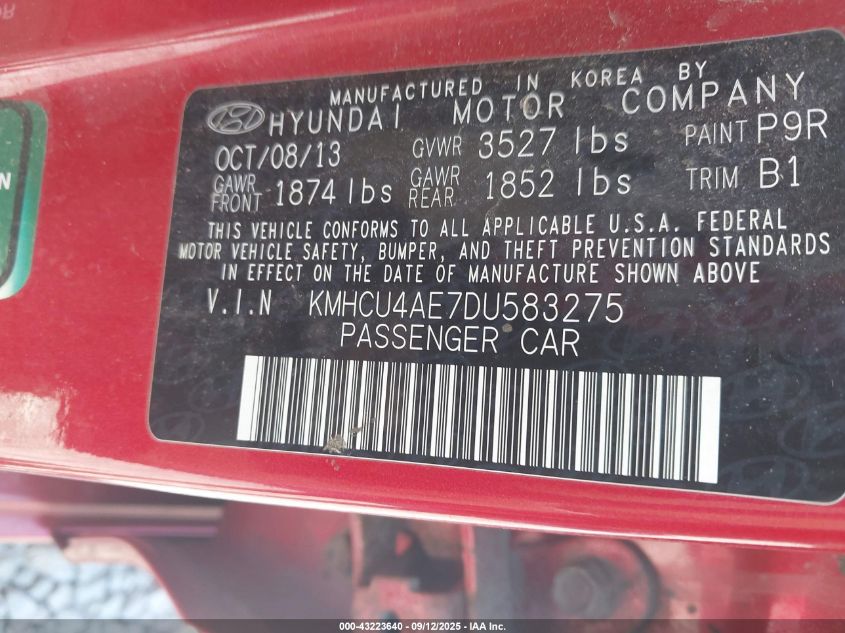 MANUFACTURED IN KOREA BY
HYUNDAI MOTOR COMPANY
OCT/08/13 GVWR 3527 lbs PAINT P9R
GAWR FRONT 1874 lbs GAWR REAR 1852 lbs TRIM B1
THIS VEHICLE CONFORMS TO ALL APPLICABLE U.S.A. FEDERAL
MOTOR VEHICLE SAFETY, BUMPER, AND THEFT PREVENTION STANDARDS
IN EFFECT ON THE DATE OF MANUFACTURE SHOWN ABOVE
V.I.N KMHCU4AE7DU583275
PASSENGER CAR
000-43223640 - 09/12/2025 - IAA Inc.